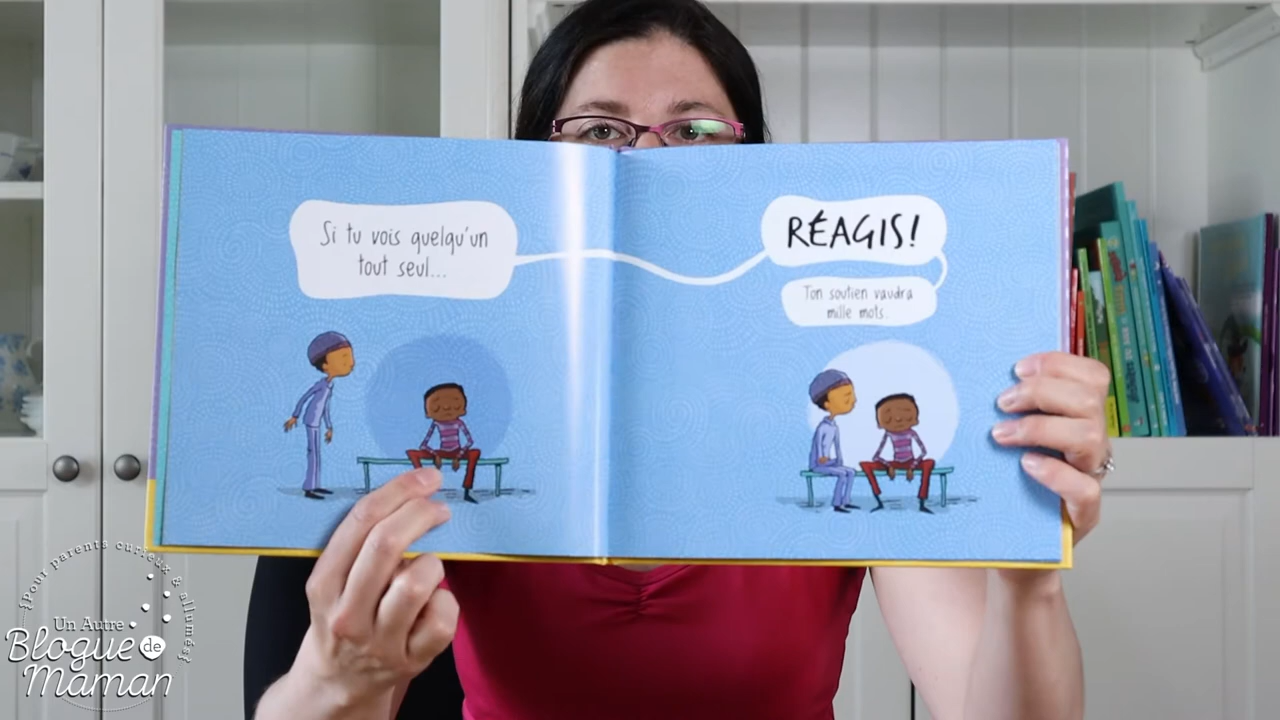 Si tu vois quelqu'un
tout seul...
RÉAGIS!
Ton soutien vaudra
mille mots.
{Pour parents curieux & allumés}
Un Autre
Blogue de
Maman